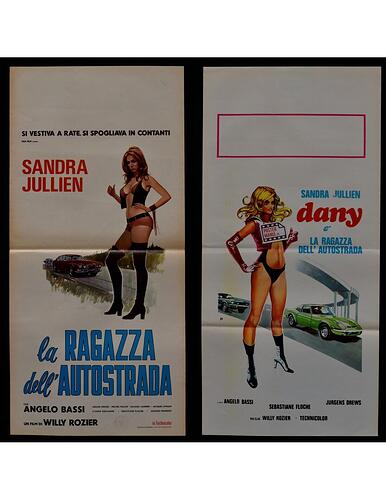 SI VESTIVA A RATE. SI SPOGLIAVA IN CONTANTI
SANDRA
JULLIEN
la RAGAZZA
dell'AUTOSTRADA
ANGELO BASSI
UN FILM DI WILLY ROZIER
SANDRA JULLIEN
dany
e'
LA RAGAZZA
DELL'AUTOSTRADA
ANGELO BASSI
SEBASTIANE FLOCHE
JURGENS DREWS
WILLY ROZIER - TECHNICOLOR